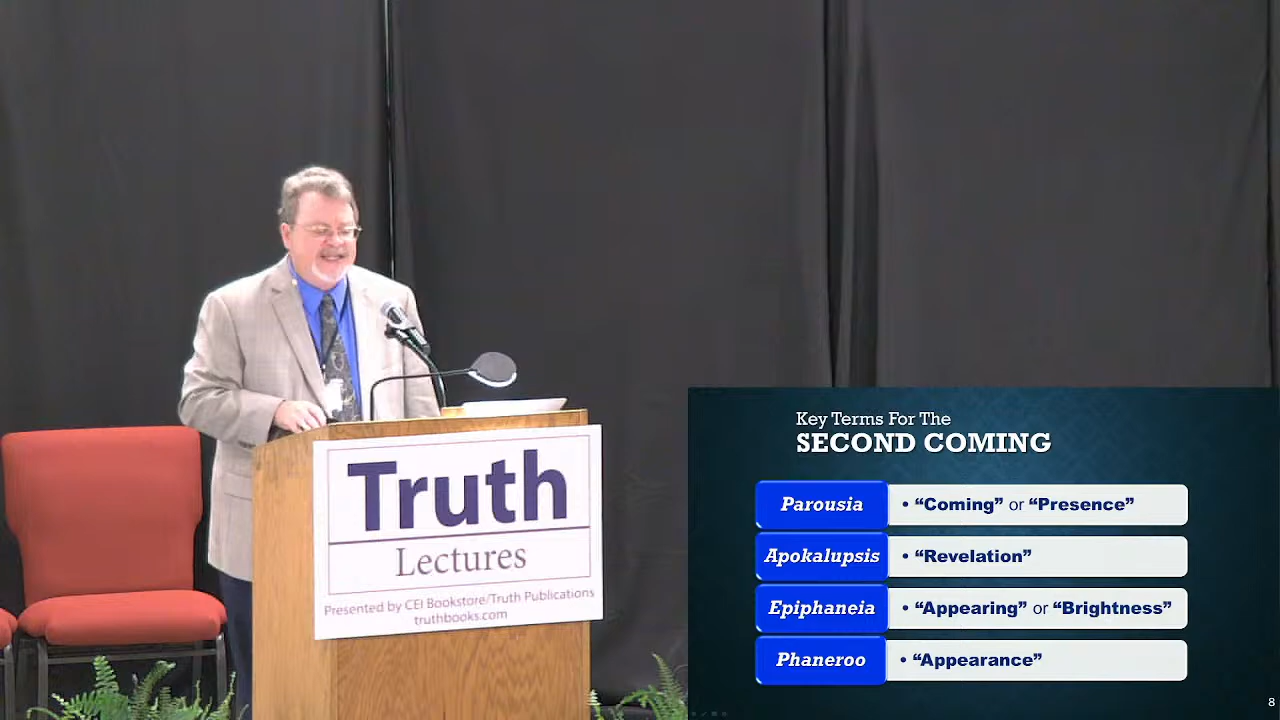 Truth
Lectures
Presented by CEI Bookstore/Truth Publications
truthbooks.com
Key Terms For The
SECOND COMING
Parousia • “Coming” or “Presence”
Apokalupsis • “Revelation”
Epiphaneia • “Appearing” or “Brightness”
Phaneroo • “Appearance”
8